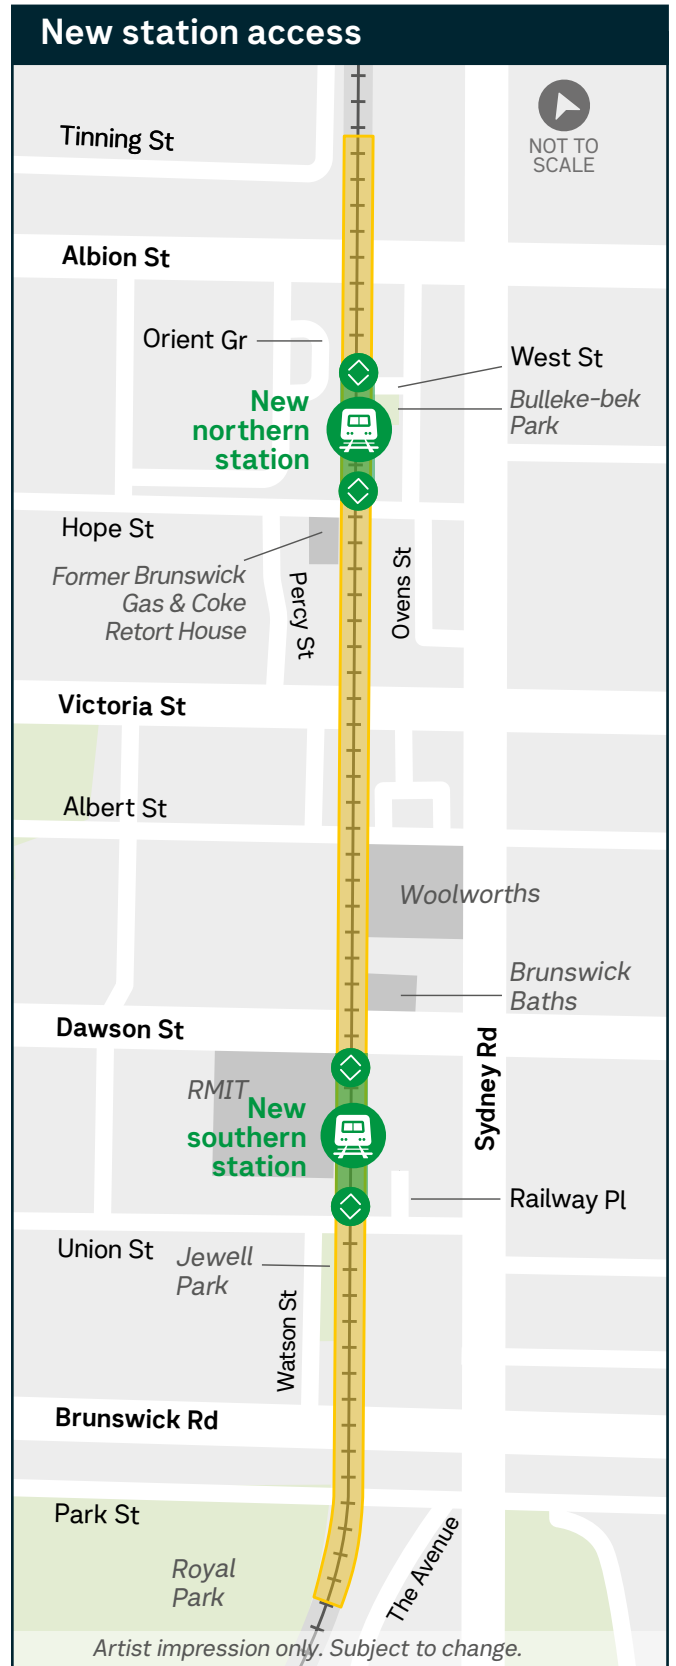 New station access
NOT TO
SCALE
Tinning St
Albion St
Orient Gr
West St
Bulleke-bek
Park
New
northern
station
Hope St
Former Brunswick
Gas & Coke
Retort House
Percy St
Ovens St
Victoria St
Albert St
Woolworths
Brunswick
Baths
Dawson St
Sydney Rd
RMIT
New
southern
station
Railway Pl
Union St
Jewell
Park
Watson St
Brunswick Rd
Park St
The Avenue
Royal
Park
Artist impression only. Subject to change.